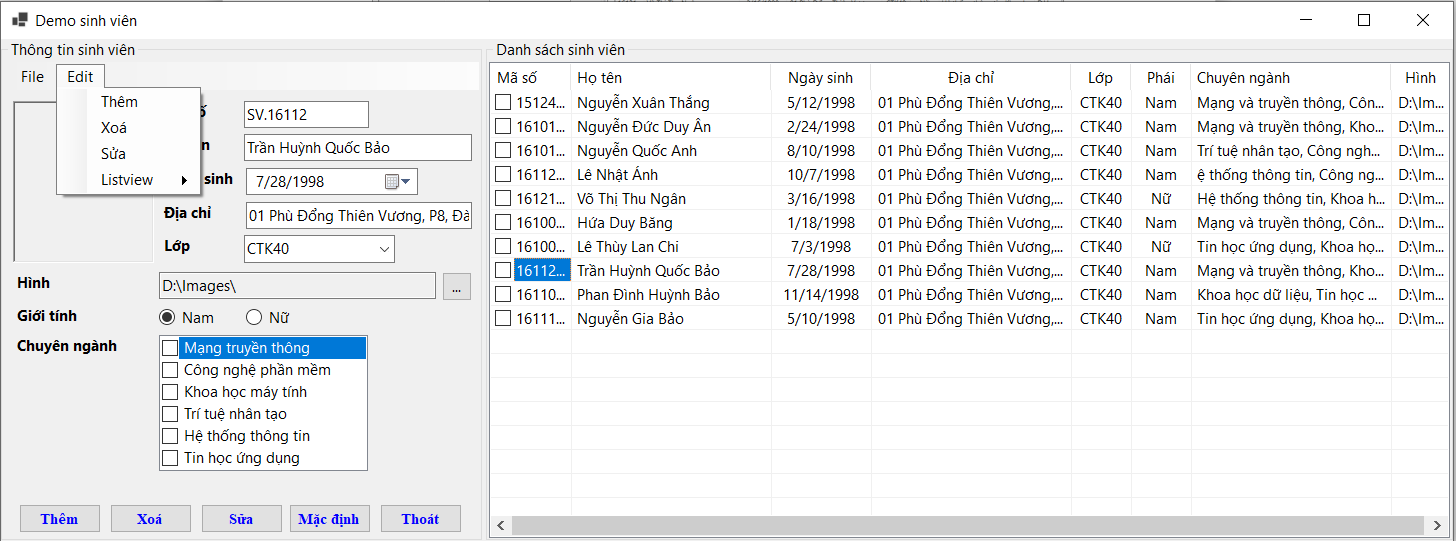 Demo sinh viên
Thông tin sinh viên
File Edit
Thêm
Xoá
Sửa
Listview
ố SV.16112
n Trần Huỳnh Quốc Bảo
sinh 7/28/1998
Địa chỉ 01 Phù Đổng Thiên Vương, P8, Đà
Lớp CTK40
Hình D:\Images\ ...
Giới tính Nam Nữ
Chuyên ngành Mạng truyền thông
Công nghệ phần mềm
Khoa học máy tính
Trí tuệ nhân tạo
Hệ thống thông tin
Tin học ứng dụng
Thêm Xoá Sửa Mặc định Thoát
Danh sách sinh viên
Mã số Họ tên Ngày sinh Địa chỉ Lớp Phái Chuyên ngành Hình
15124... Nguyễn Xuân Thắng 5/12/1998 01 Phù Đổng Thiên Vương,... CTK40 Nam Mạng và truyền thông, Côn... D:\Im...
16101... Nguyễn Đức Duy Ân 2/24/1998 01 Phù Đổng Thiên Vương,... CTK40 Nam Mạng và truyền thông, Kho... D:\Im...
16101... Nguyễn Quốc Anh 8/10/1998 01 Phù Đổng Thiên Vương,... CTK40 Nam Trí tuệ nhân tạo, Công ngh... D:\Im...
16112... Lê Nhật Ánh 10/7/1998 01 Phù Đổng Thiên Vương,... CTK40 Nam ệ thống thông tin, Công ng... D:\Im...
16121... Võ Thị Thu Ngân 3/16/1998 01 Phù Đổng Thiên Vương,... CTK40 Nữ Hệ thống thông tin, Khoa h... D:\Im...
16100... Hứa Duy Băng 1/18/1998 01 Phù Đổng Thiên Vương,... CTK40 Nam Mạng và truyền thông, Côn... D:\Im...
16100... Lê Thùy Lan Chi 7/3/1998 01 Phù Đổng Thiên Vương,... CTK40 Nữ Tin học ứng dụng, Khoa họ... D:\Im...
16112... Trần Huỳnh Quốc Bảo 7/28/1998 01 Phù Đổng Thiên Vương,... CTK40 Nam Mạng và truyền thông, Kho... D:\Im...
16110... Phan Đình Huỳnh Bảo 11/14/1998 01 Phù Đổng Thiên Vương,... CTK40 Nam Khoa học dữ liệu, Tin học ... D:\Im...
16111... Nguyễn Gia Bảo 5/10/1998 01 Phù Đổng Thiên Vương,... CTK40 Nam Tin học ứng dụng, Khoa họ... D:\Im...